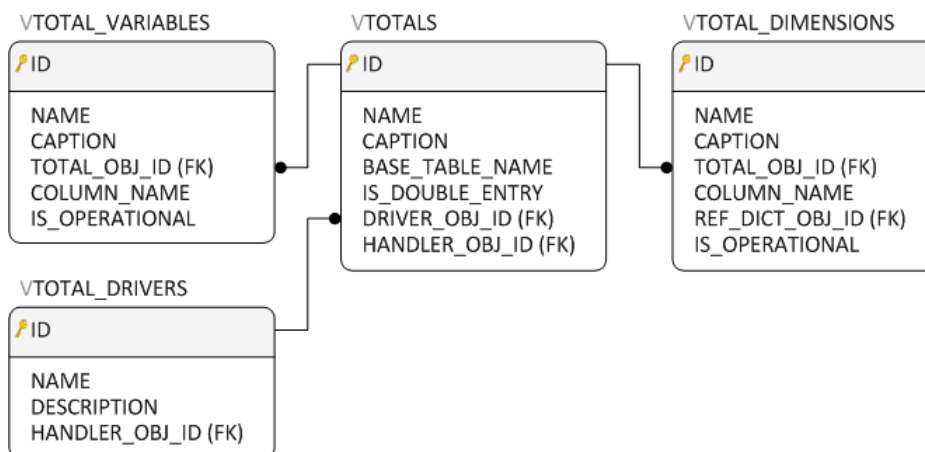 VTOTAL_VARIABLES
ID
NAME
CAPTION
TOTAL_OBJ_ID (FK)
COLUMN_NAME
IS_OPERATIONAL
VTOTALS
ID
NAME
CAPTION
BASE_TABLE_NAME
IS_DOUBLE_ENTRY
DRIVER_OBJ_ID (FK)
HANDLER_OBJ_ID (FK)
VTOTAL_DIMENSIONS
ID
NAME
CAPTION
TOTAL_OBJ_ID (FK)
COLUMN_NAME
REF_DICT_OBJ_ID (FK)
IS_OPERATIONAL
VTOTAL_DRIVERS
ID
NAME
DESCRIPTION
HANDLER_OBJ_ID (FK)